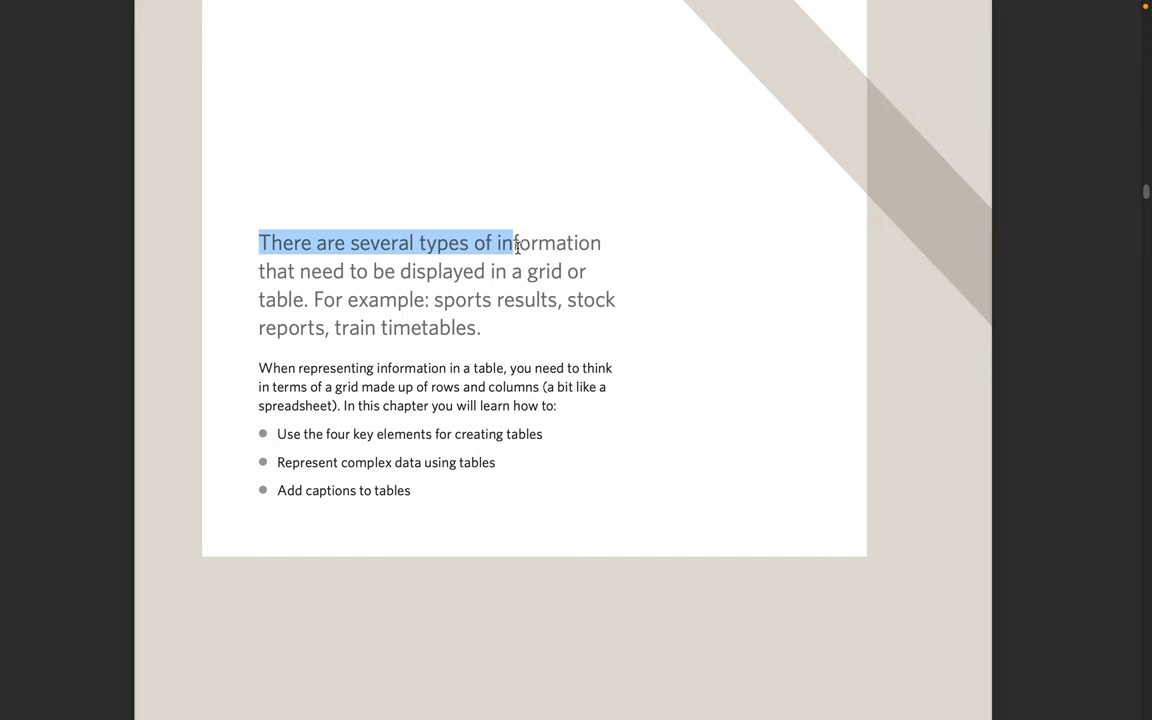 There are several types of information
that need to be displayed in a grid or
table. For example: sports results, stock
reports, train timetables.
When representing information in a table, you need to think
in terms of a grid made up of rows and columns (a bit like a
spreadsheet). In this chapter you will learn how to:
Use the four key elements for creating tables
Represent complex data using tables
Add captions to tables